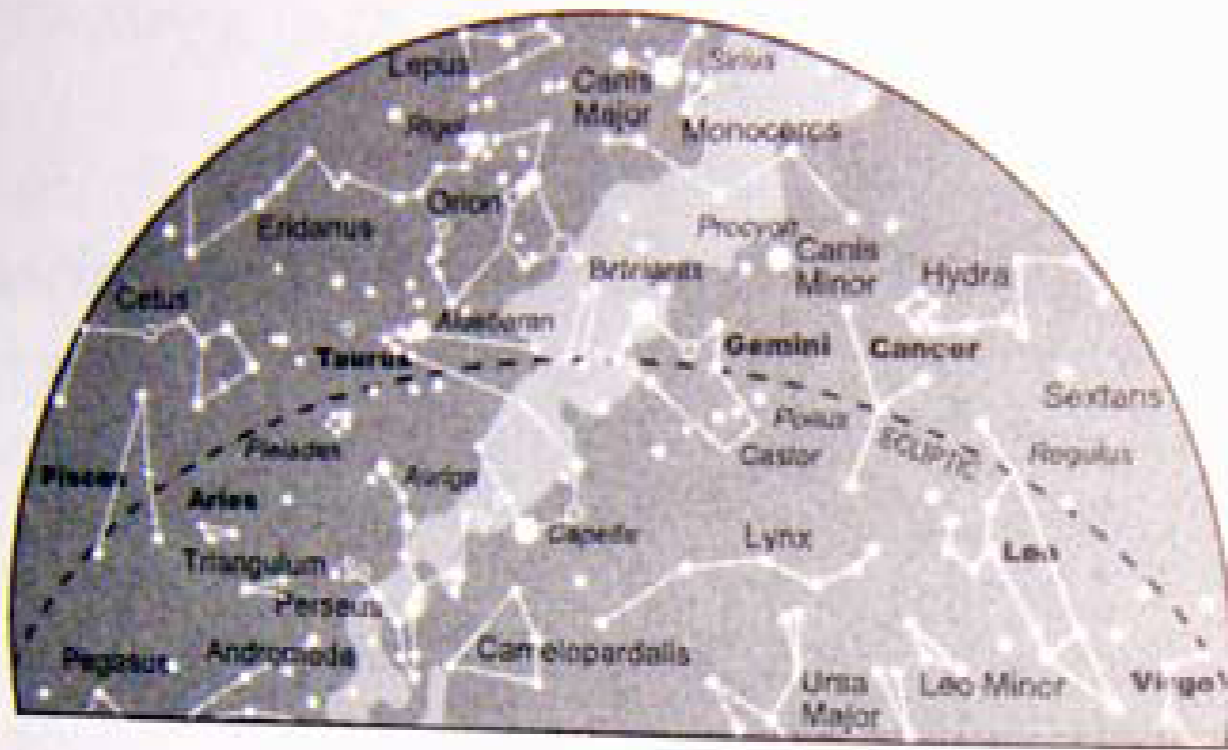 Lepus
Sirius
Canis
Major
Rigel
Monoceros
Orion
Eridanus
Procyon
Canis
Minor
Hydra
Cetus
Aldebaran
Taurus
Gemini
Cancer
Sextans
Pollux
Castor
ECLIPTIC
Regulus
Pleiades
Pisces
Auriga
Aries
Capella
Lynx
Leo
Triangulum
Perseus
Pegasus
Andromeda
Camelopardalis
Ursa
Major
Leo Minor
Virgo